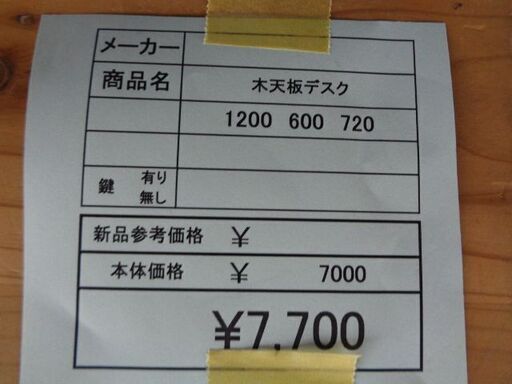 メーカー
商品名 木天板デスク
1200 600 720
鍵 有り
無し
新品参考価格 ¥
本体価格 ¥ 7000
¥7,700